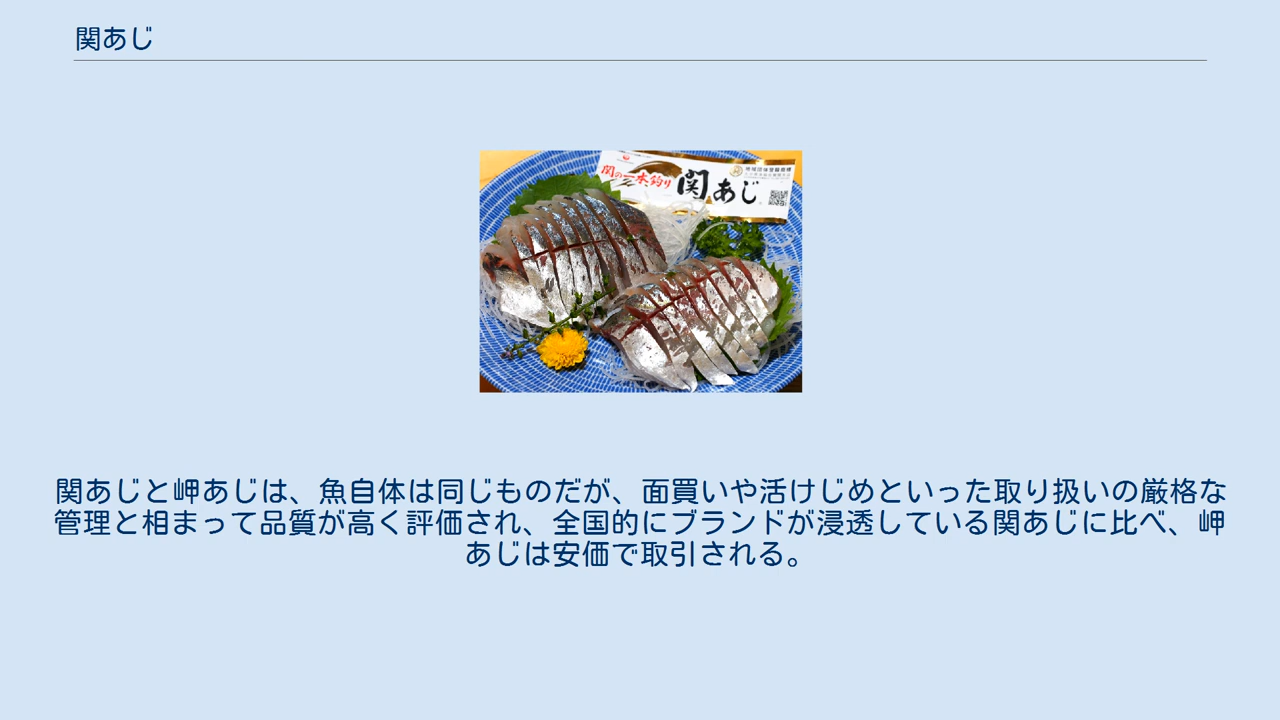 関あじ
関の一本釣り
関あじ
関あじと岬あじは、魚自体は同じものだが、面買いや活けじめといった取り扱いの厳格な
管理と相まって品質が高く評価され、全国的にブランドが浸透している関あじに比べ、岬
あじは安価で取引される。